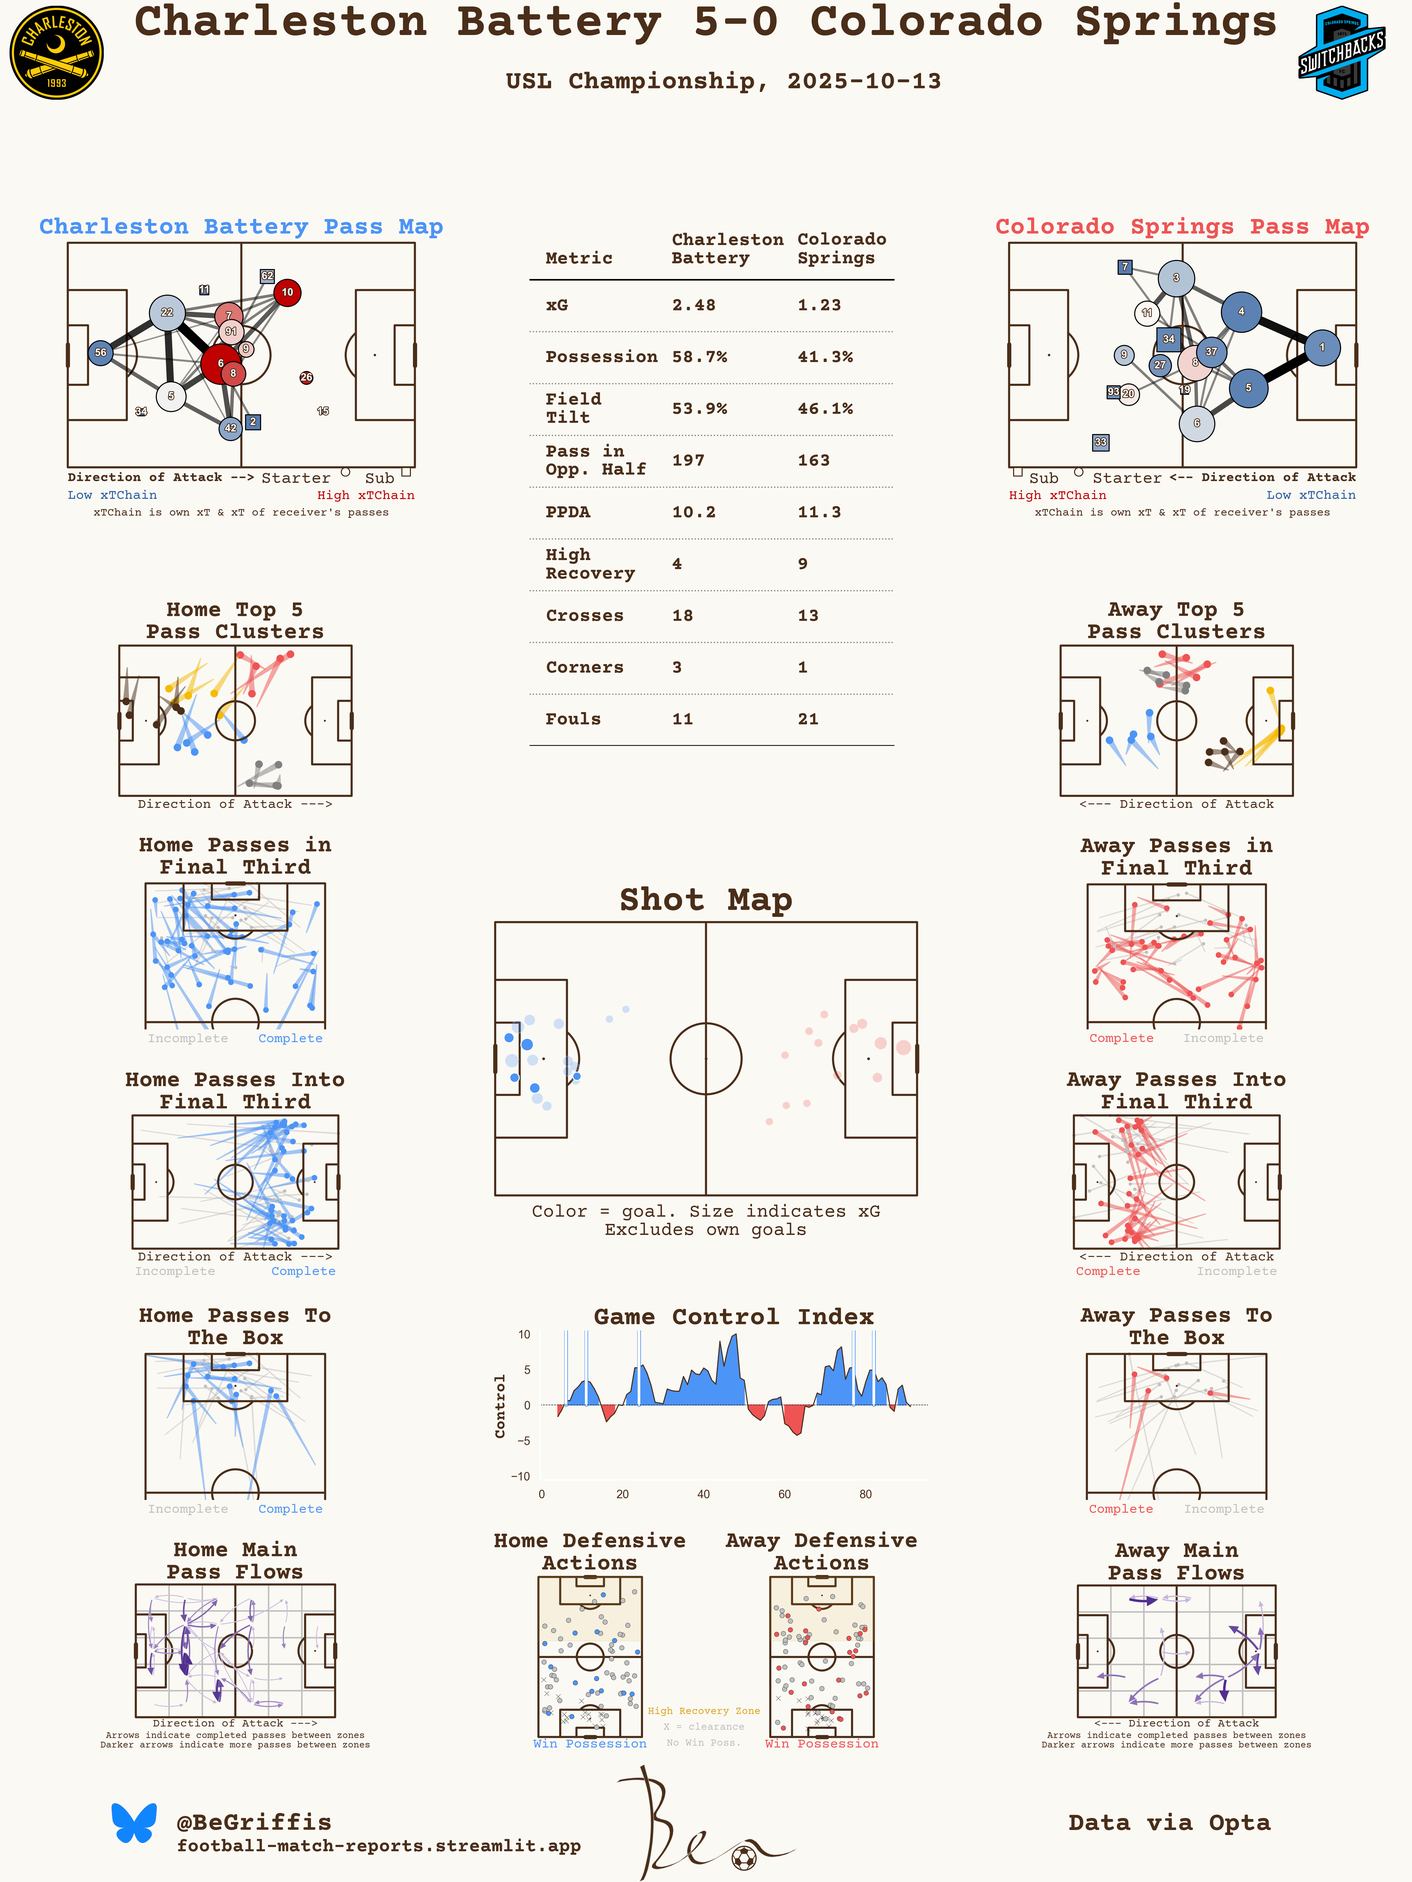 Charleston Battery 5-0 Colorado Springs
USL Championship, 2025-10-13
CHARLESTON
1993
COLORADO SPRINGS
SWITCHBACKS
Charleston Battery Pass Map
62
11
10
22
7
91
9
56
6
8
26
5
34
15
2
42
Direction of Attack --> Starter Sub
Low xTChain High xTChain
xTChain is own xT & xT of receiver's passes
Metric Charleston Battery Colorado Springs
xG 2.48 1.23
Possession 58.7% 41.3%
Field Tilt 53.9% 46.1%
Pass in Opp. Half 197 163
PPDA 10.2 11.3
High Recovery 4 9
Crosses 18 13
Corners 3 1
Fouls 11 21
Colorado Springs Pass Map
7
3
11
4
34
1
9
27
8
37
93
20
19
5
6
33
Sub Starter <-- Direction of Attack
High xTChain Low xTChain
xTChain is own xT & xT of receiver's passes
Home Top 5
Pass Clusters
Direction of Attack --->
Away Top 5
Pass Clusters
<--- Direction of Attack
Home Passes in
Final Third
Incomplete Complete
Away Passes in
Final Third
Complete Incomplete
Shot Map
Color = goal. Size indicates xG
Excludes own goals
Home Passes Into
Final Third
Direction of Attack --->
Incomplete Complete
Away Passes Into
Final Third
<--- Direction of Attack
Complete Incomplete
Home Passes To
The Box
Incomplete Complete
Game Control Index
Control
10
5
0
−5
−10
0 20 40 60 80
Away Passes To
The Box
Complete Incomplete
Home Main
Pass Flows
Direction of Attack --->
Arrows indicate completed passes between zones
Darker arrows indicate more passes between zones
Home Defensive
Actions
Win Possession
Away Defensive
Actions
Win Possession
High Recovery Zone
X = clearance
No Win Poss.
Away Main
Pass Flows
<--- Direction of Attack
Arrows indicate completed passes between zones
Darker arrows indicate more passes between zones
@BeGriffis
football-match-reports.streamlit.app
Ben
Data via Opta